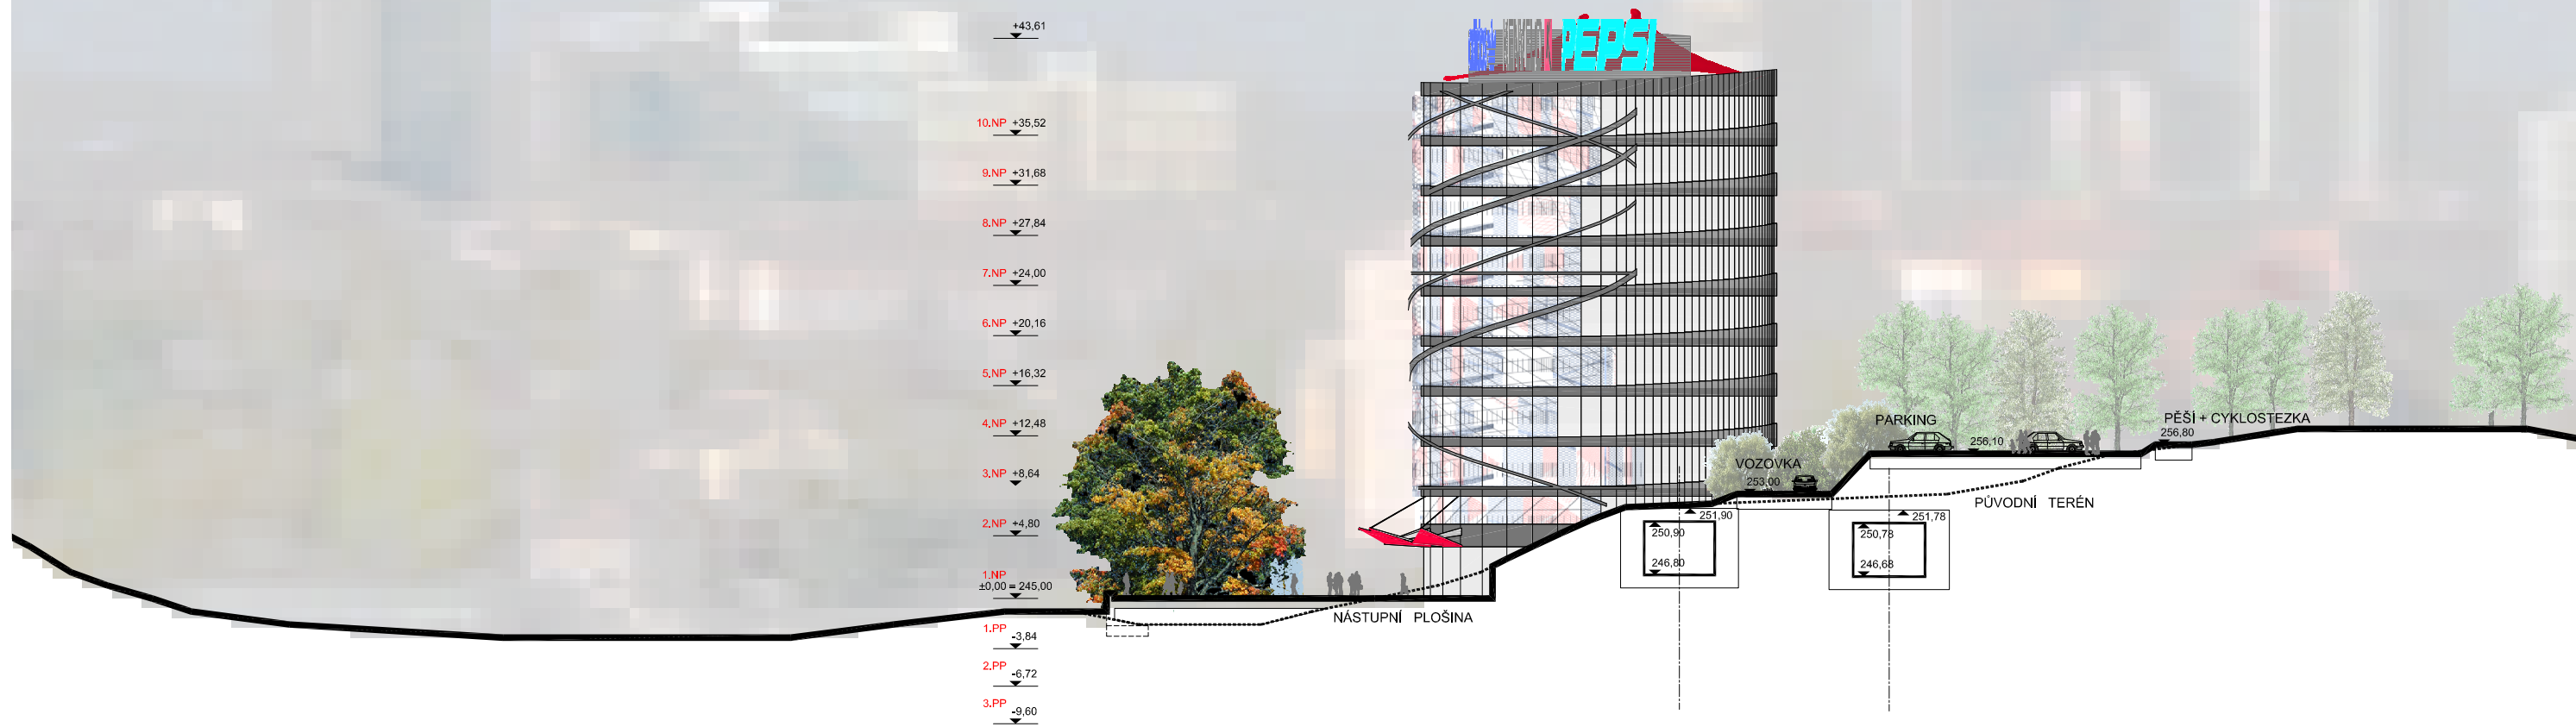 PEPSI
+43,61
10.NP +35,52
9.NP +31,68
8.NP +27,84
7.NP +24,00
6.NP +20,16
5.NP +16,32
4.NP +12,48
3.NP +8,64
2.NP +4,80
1.NP
±0,00 = 245,00
1.PP
-3,84
2.PP
-6,72
3.PP
-9,60
NÁSTUPNÍ PLOŠINA
VOZOVKA
253,00
PARKING
256,10
PĚŠÍ + CYKLOSTEZKA
256,80
PŮVODNÍ TERÉN
251,90
250,90
246,80
251,78
250,78
246,68